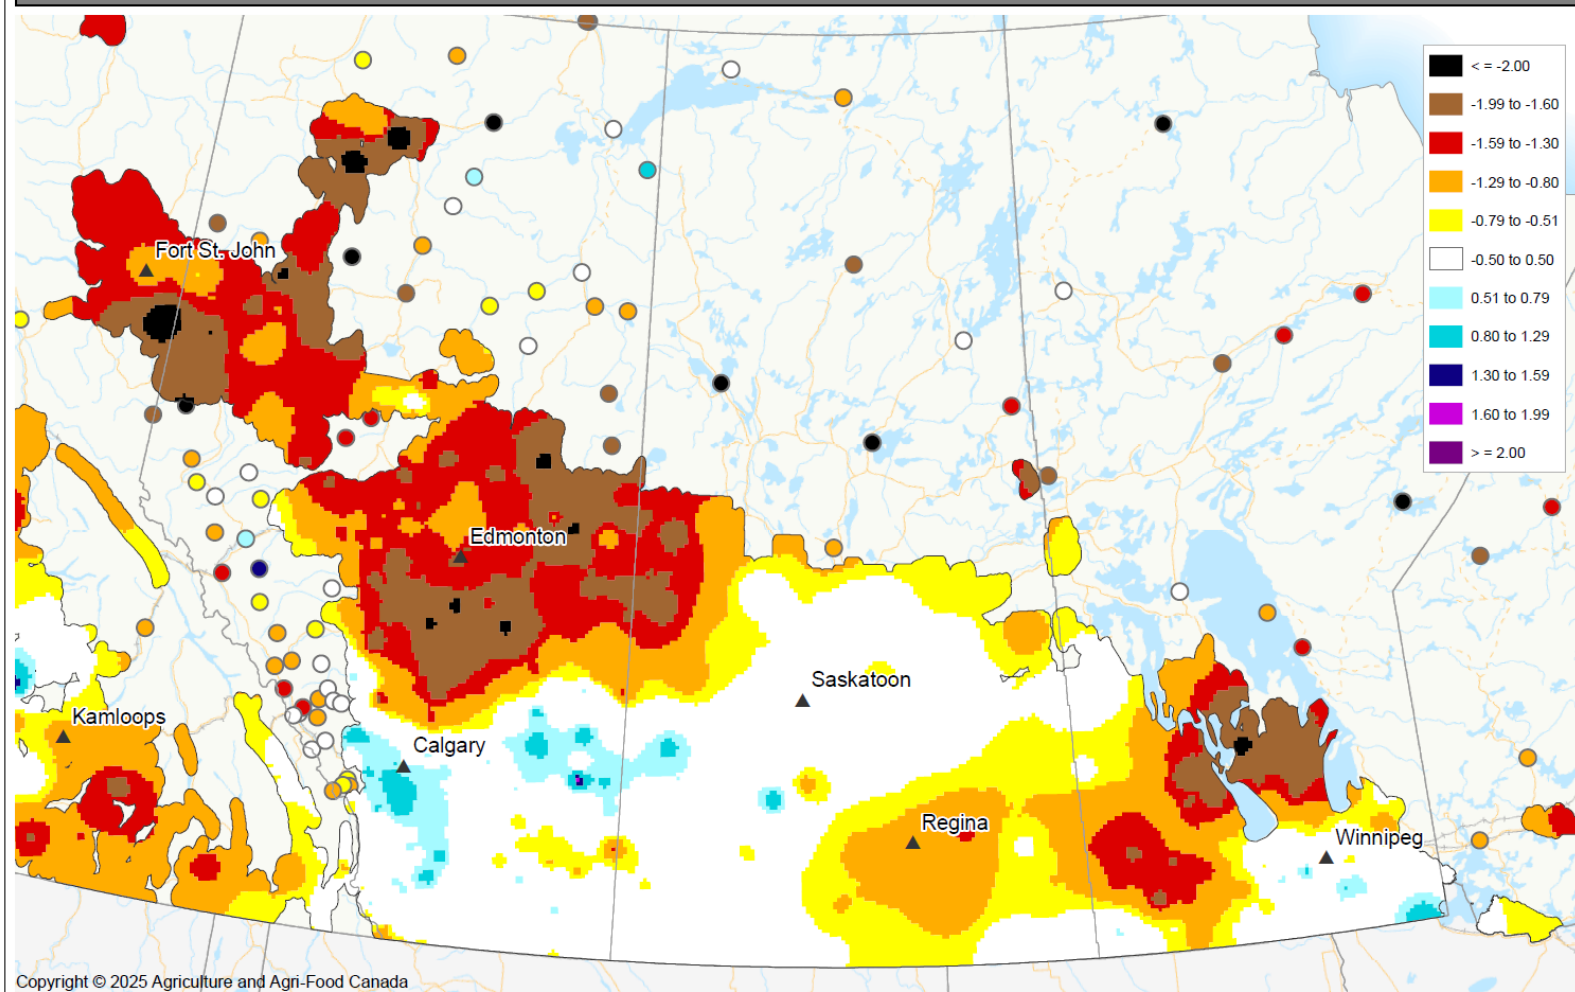 < = -2.00
-1.99 to -1.60
-1.59 to -1.30
-1.29 to -0.80
-0.79 to -0.51
-0.50 to 0.50
0.51 to 0.79
0.80 to 1.29
1.30 to 1.59
1.60 to 1.99
> = 2.00
Fort St. John
Edmonton
Saskatoon
Kamloops
Calgary
Regina
Winnipeg
Copyright © 2025 Agriculture and Agri-Food Canada